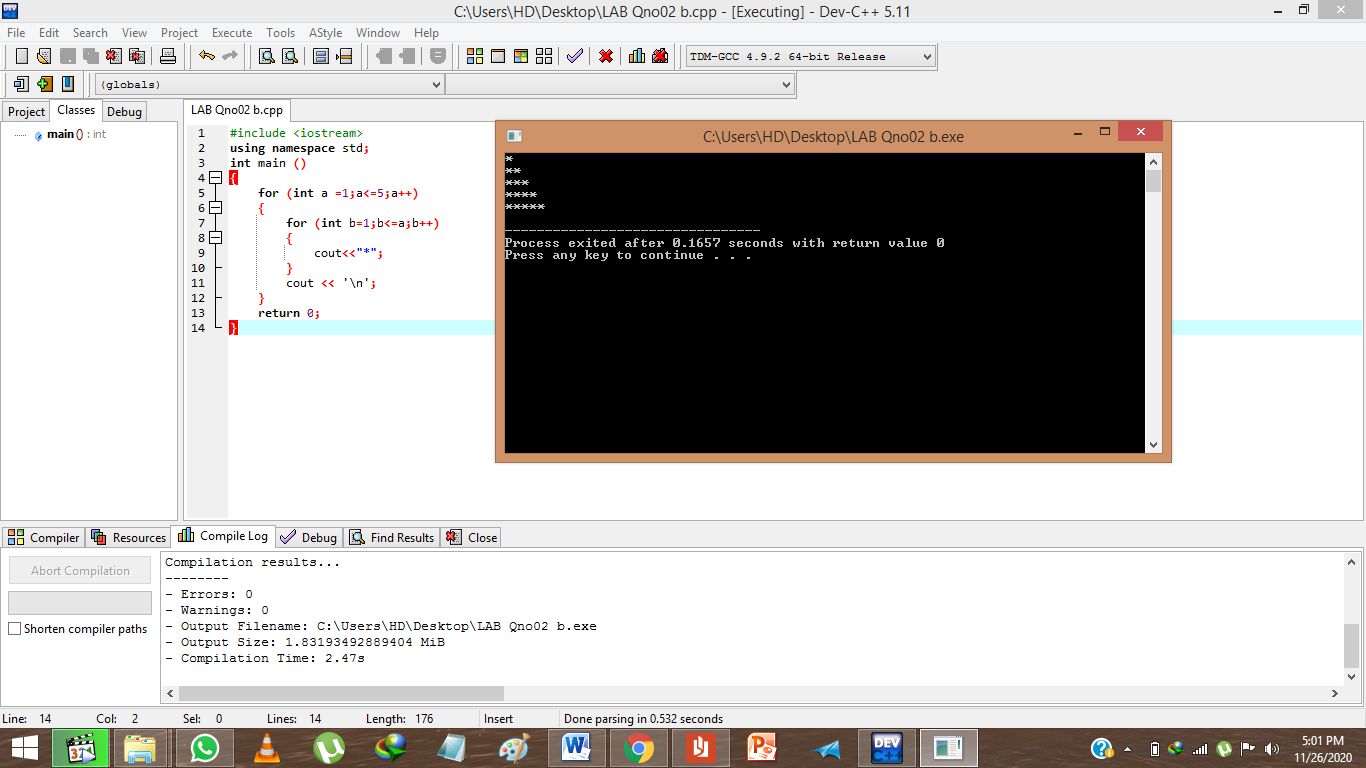 C:\Users\HD\Desktop\LAB Qno02 b.cpp - [Executing] - Dev-C++ 5.11
File Edit Search View Project Execute Tools AStyle Window Help
TDM-GCC 4.9.2 64-bit Release
(globals)
Project Classes Debug
LAB Qno02 b.cpp
main () : int
1 #include <iostream>
2 using namespace std;
3 int main ()
4 {
5 for (int a =1;a<=5;a++)
6 {
7 for (int b=1;b<=a;b++)
8 {
9 cout<<"*";
10 }
11 cout << '\n';
12 }
13 return 0;
14 }
C:\Users\HD\Desktop\LAB Qno02 b.exe
*
**
***
****
*****
--------------------------------
Process exited after 0.1657 seconds with return value 0
Press any key to continue . . .
Compiler Resources Compile Log Debug Find Results Close
Abort Compilation
Shorten compiler paths
Compilation results...
--------
- Errors: 0
- Warnings: 0
- Output Filename: C:\Users\HD\Desktop\LAB Qno02 b.exe
- Output Size: 1.83193492889404 MiB
- Compilation Time: 2.47s
Line: 14 Col: 2 Sel: 0 Lines: 14 Length: 176 Insert Done parsing in 0.532 seconds
5:01 PM
11/26/2020